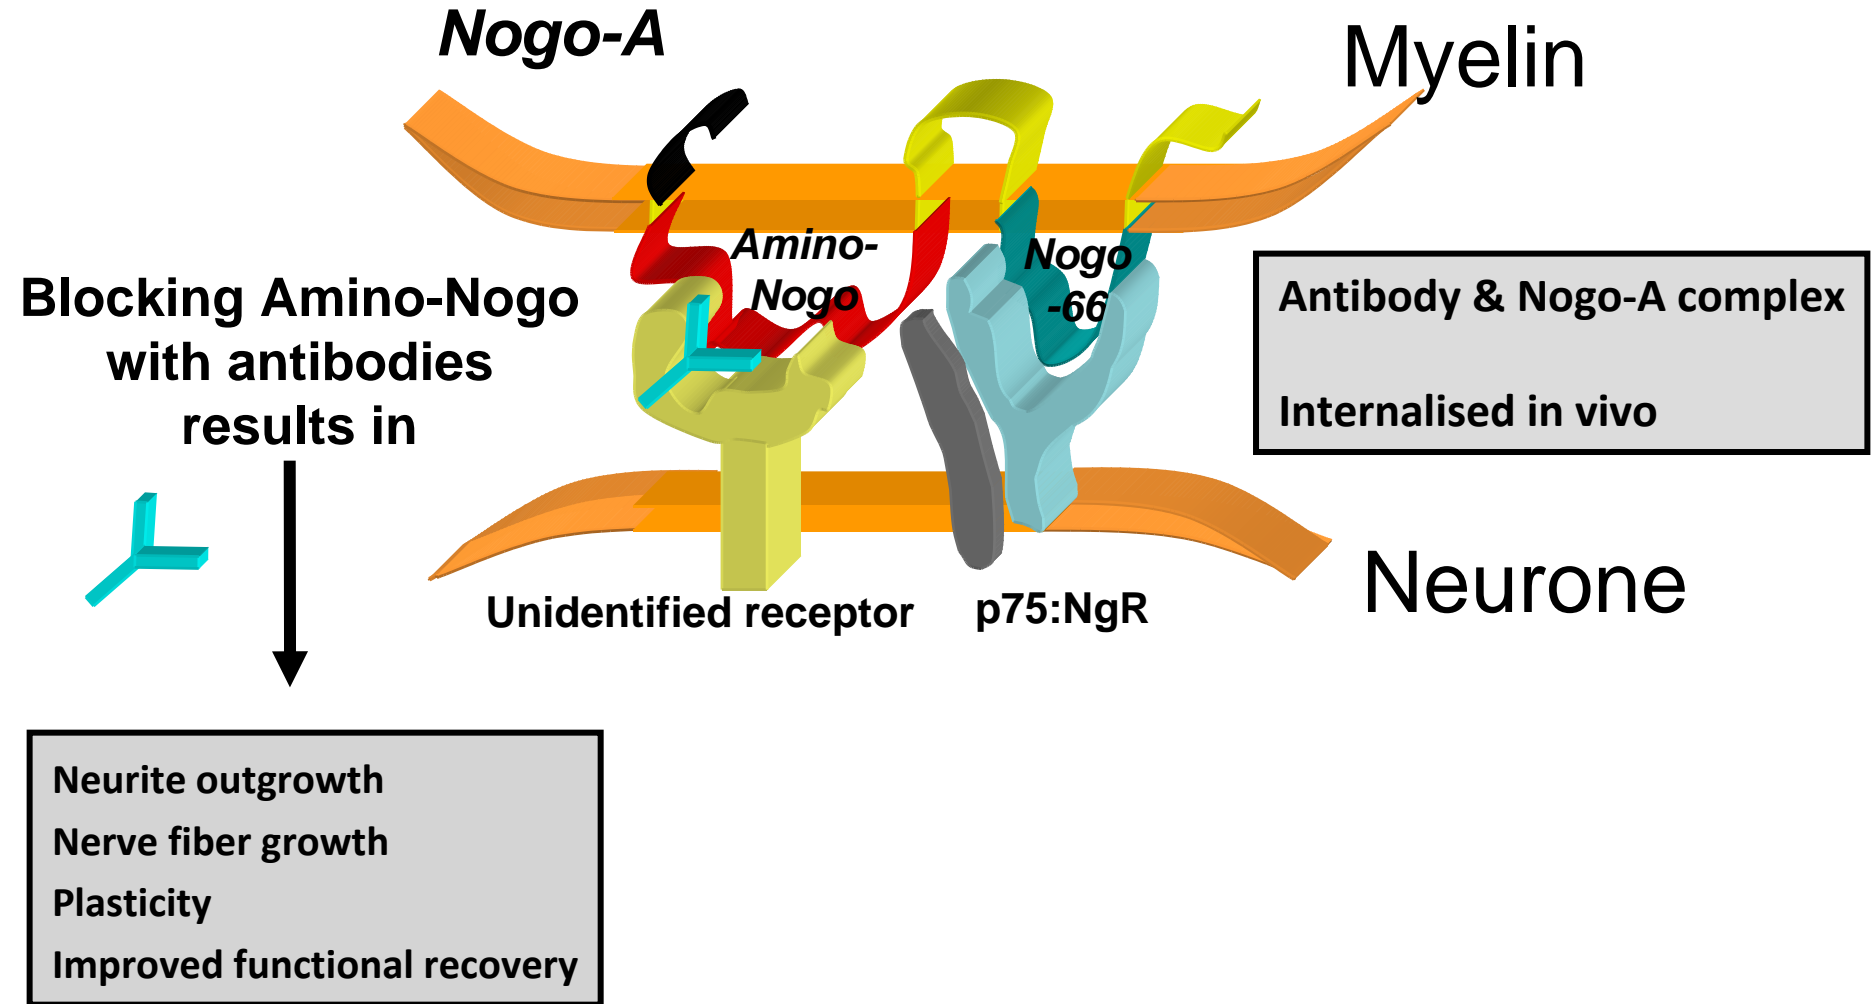 Nogo-A
Myelin
Amino-
Nogo
Nogo
-66
Blocking Amino-Nogo
with antibodies
results in
Antibody & Nogo-A complex
Internalised in vivo
Neurone
Unidentified receptor
p75:NgR
Neurite outgrowth
Nerve fiber growth
Plasticity
Improved functional recovery